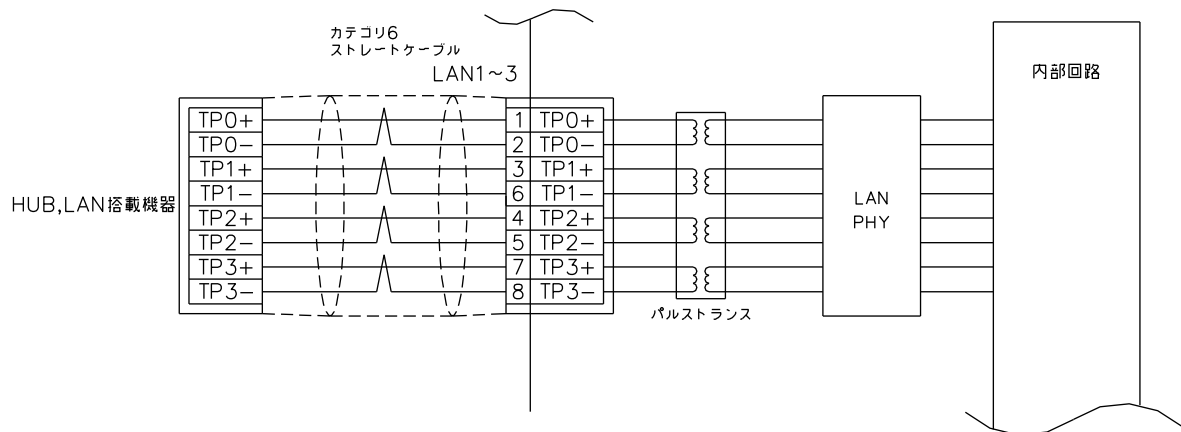 カテゴリ6
ストレートケーブル
LAN1～3
内部回路
HUB,LAN搭載機器
TP0+ 1 TP0+
TP0- 2 TP0-
TP1+ 3 TP1+
TP1- 6 TP1-
TP2+ 4 TP2+
TP2- 5 TP2-
TP3+ 7 TP3+
TP3- 8 TP3-
LAN
PHY
パルストランス